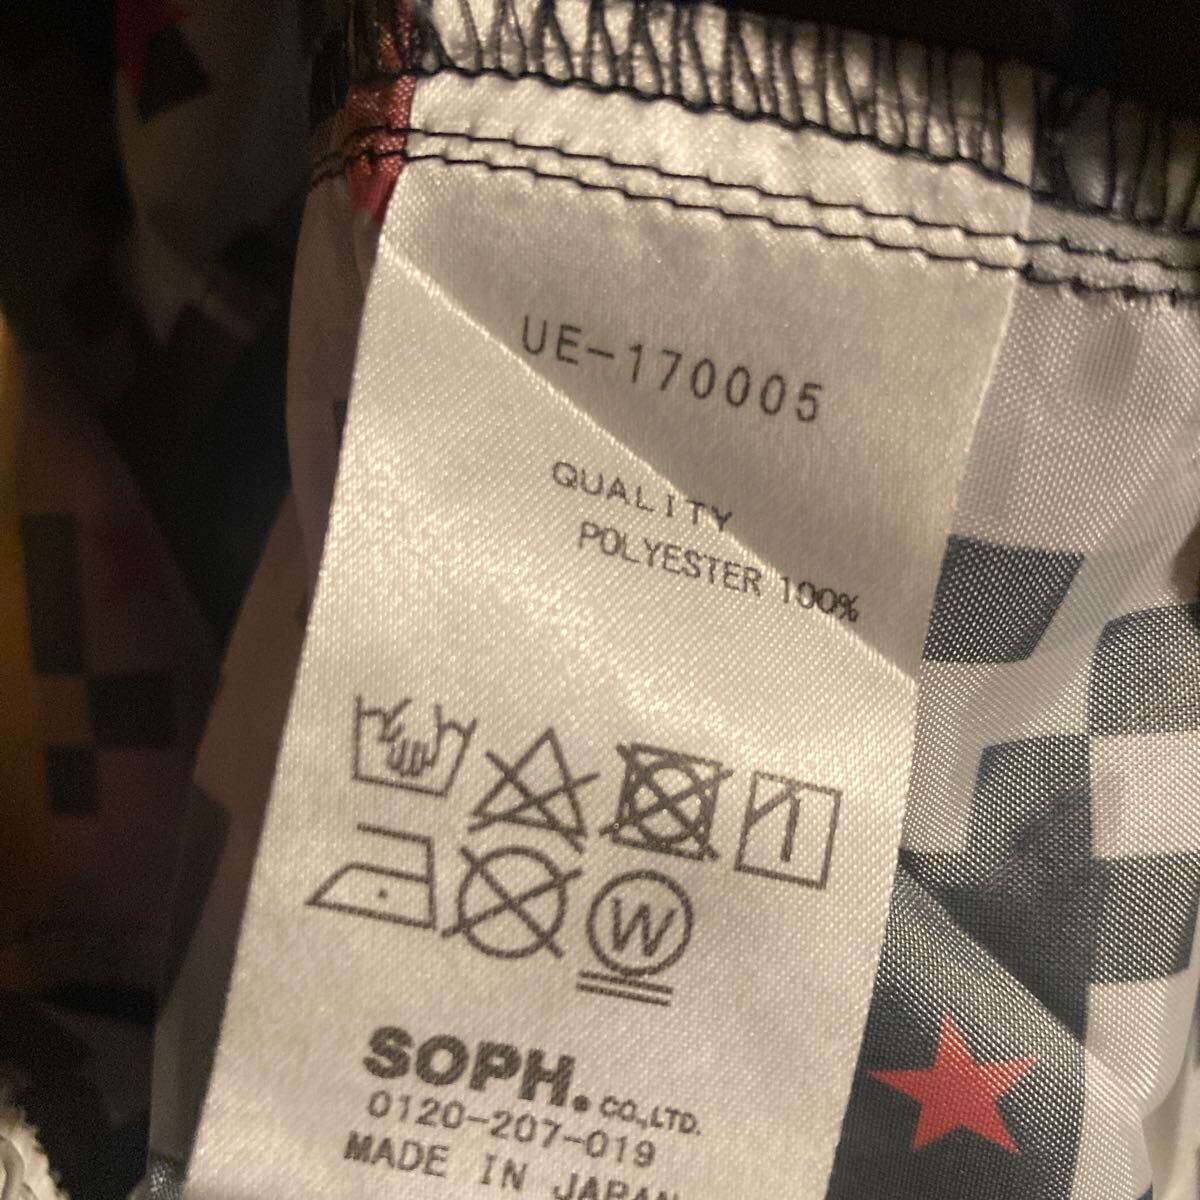 UE-170005
QUALITY
POLYESTER 100%
W
SOPH. CO.,LTD.
0120-207-019
MADE IN JAPAN